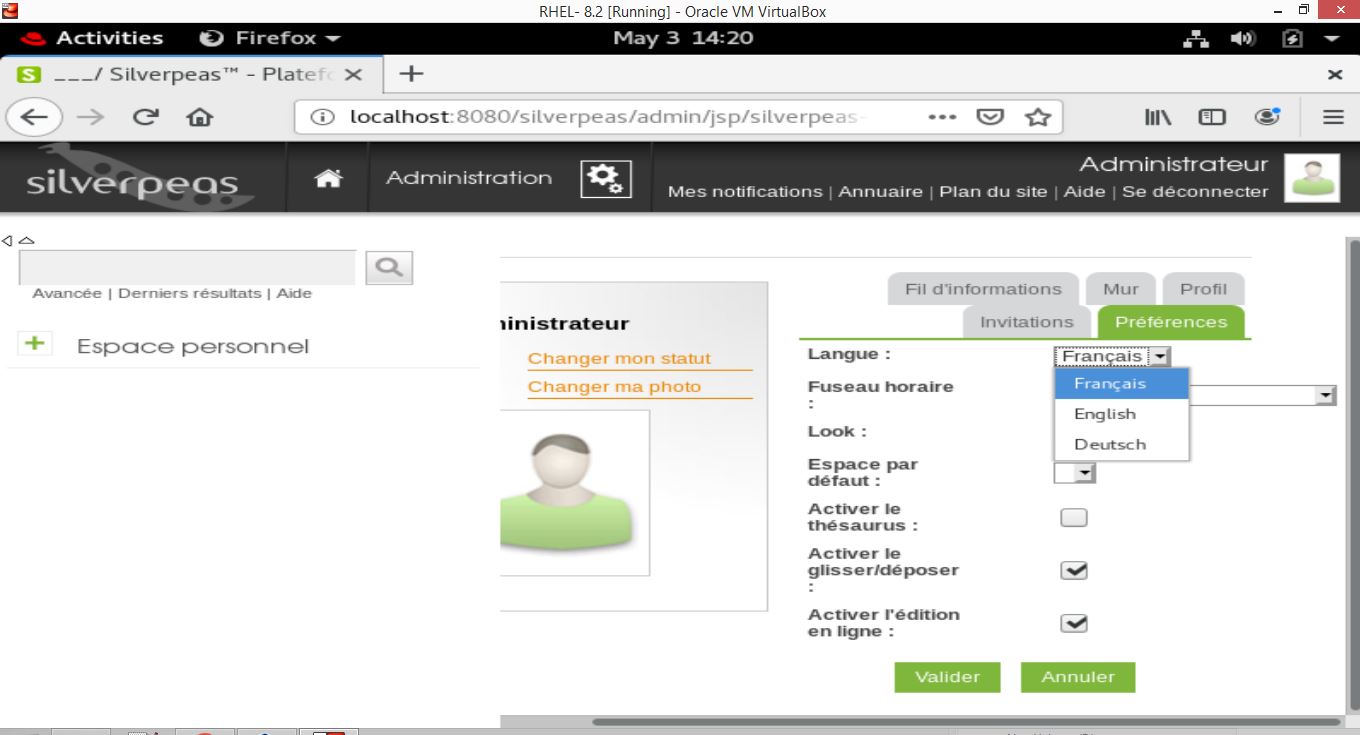 RHEL- 8.2 [Running] - Oracle VM VirtualBox
Activities Firefox May 3 14:20
S ___/ Silverpeas™ - Platef
localhost:8080/silverpeas/admin/jsp/silverpeas-
silverpeas Administration
Administrateur
Mes notifications | Annuaire | Plan du site | Aide | Se déconnecter
Avancée | Derniers résultats | Aide
Espace personnel
inistrateur
Changer mon statut
Changer ma photo
Fil d'informations Mur Profil
Invitations Préférences
Langue : Français
Français
English
Deutsch
Fuseau horaire
:
Look :
Espace par
défaut :
Activer le
thésaurus :
Activer le
glisser/déposer
:
Activer l'édition
en ligne :
Valider Annuler